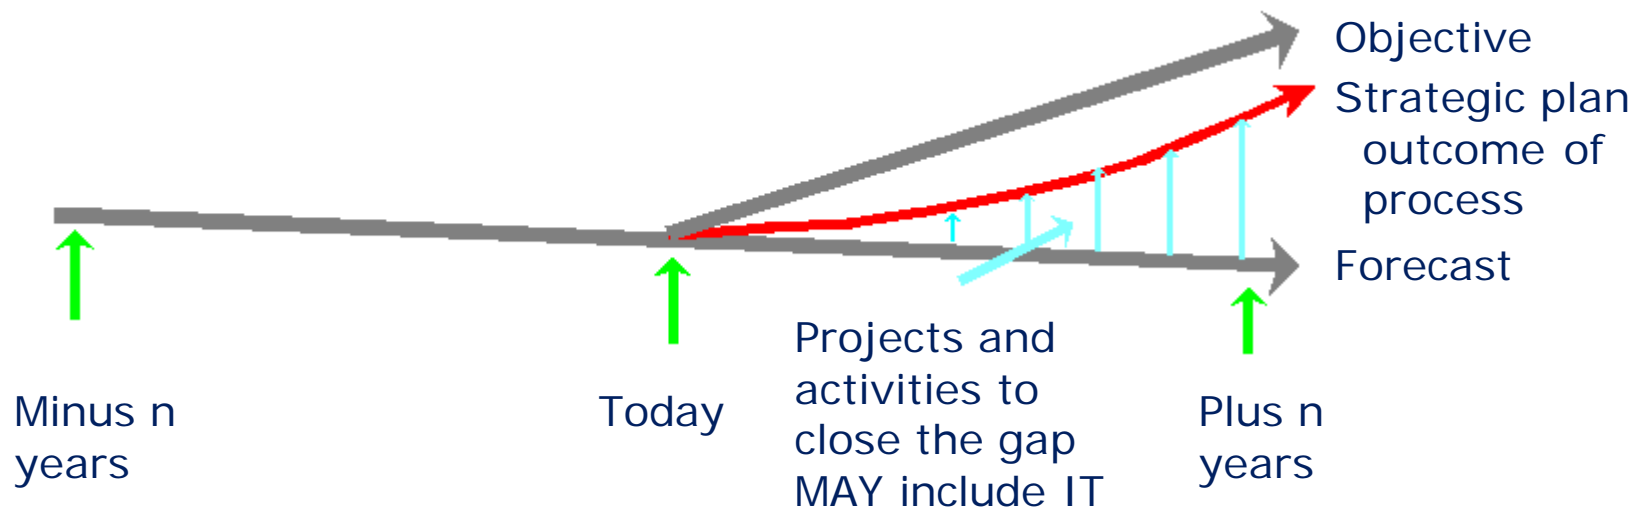 Objective
Strategic plan
outcome of
process
Forecast
Minus n
years
Today
Projects and
activities to
close the gap
MAY include IT
Plus n
years